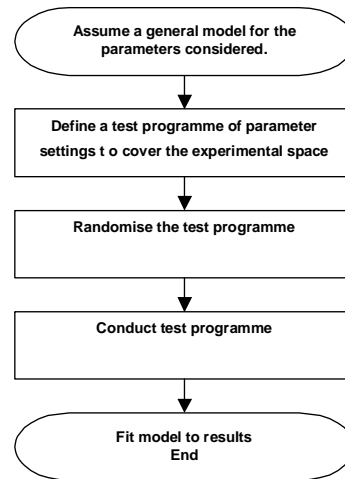 Assume a general model for the
parameters considered.
Define a test programme of parameter
settings t o cover the experimental space
Randomise the test programme
Conduct test programme
Fit model to results
End